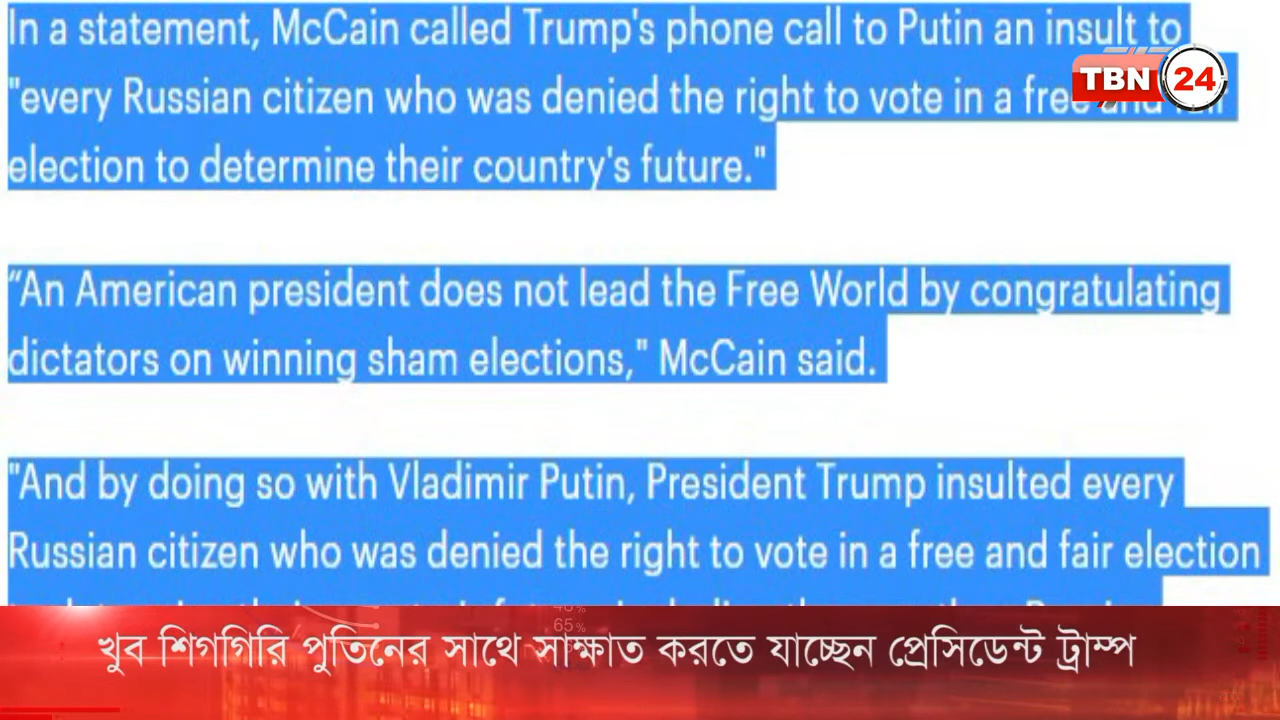 In a statement, McCain called Trump's phone call to Putin an insult to
TBN 24
"every Russian citizen who was denied the right to vote in a free and fair
election to determine their country's future."
“An American president does not lead the Free World by congratulating
dictators on winning sham elections," McCain said.
"And by doing so with Vladimir Putin, President Trump insulted every
Russian citizen who was denied the right to vote in a free and fair election
65%
খুব শিগগিরি পুতিনের সাথে সাক্ষাত করতে যাচ্ছেন প্রেসিডেন্ট ট্রাম্প